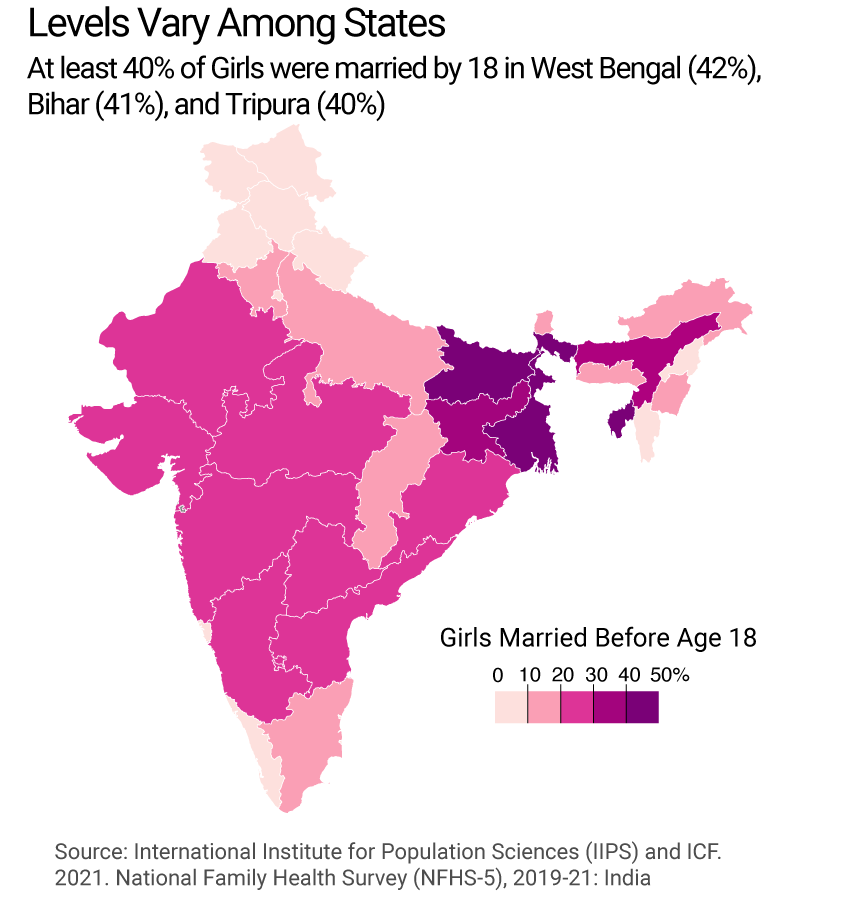 Levels Vary Among States
At least 40% of Girls were married by 18 in West Bengal (42%),
Bihar (41%), and Tripura (40%)
Girls Married Before Age 18
0 10 20 30 40 50%
Source: International Institute for Population Sciences (IIPS) and ICF.
2021. National Family Health Survey (NFHS-5), 2019-21: India